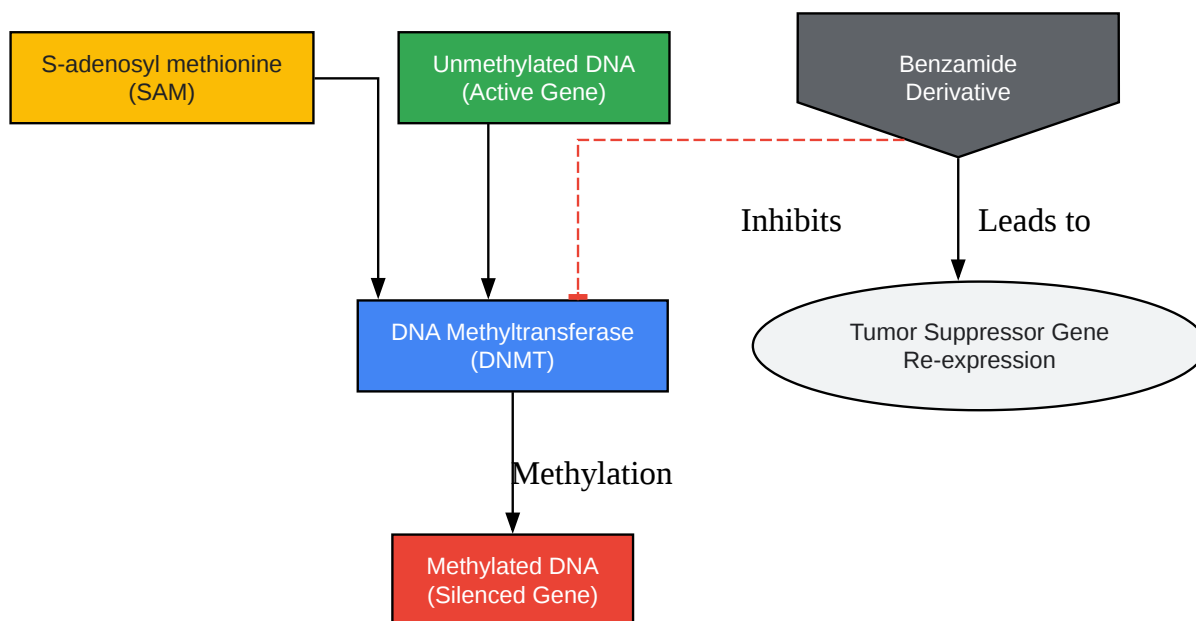 S-adenosyl methionine
(SAM)
Unmethylated DNA
(Active Gene)
Benzamide
Derivative
Inhibits
Leads to
DNA Methyltransferase
(DNMT)
Tumor Suppressor Gene
Re-expression
Methylation
Methylated DNA
(Silenced Gene)